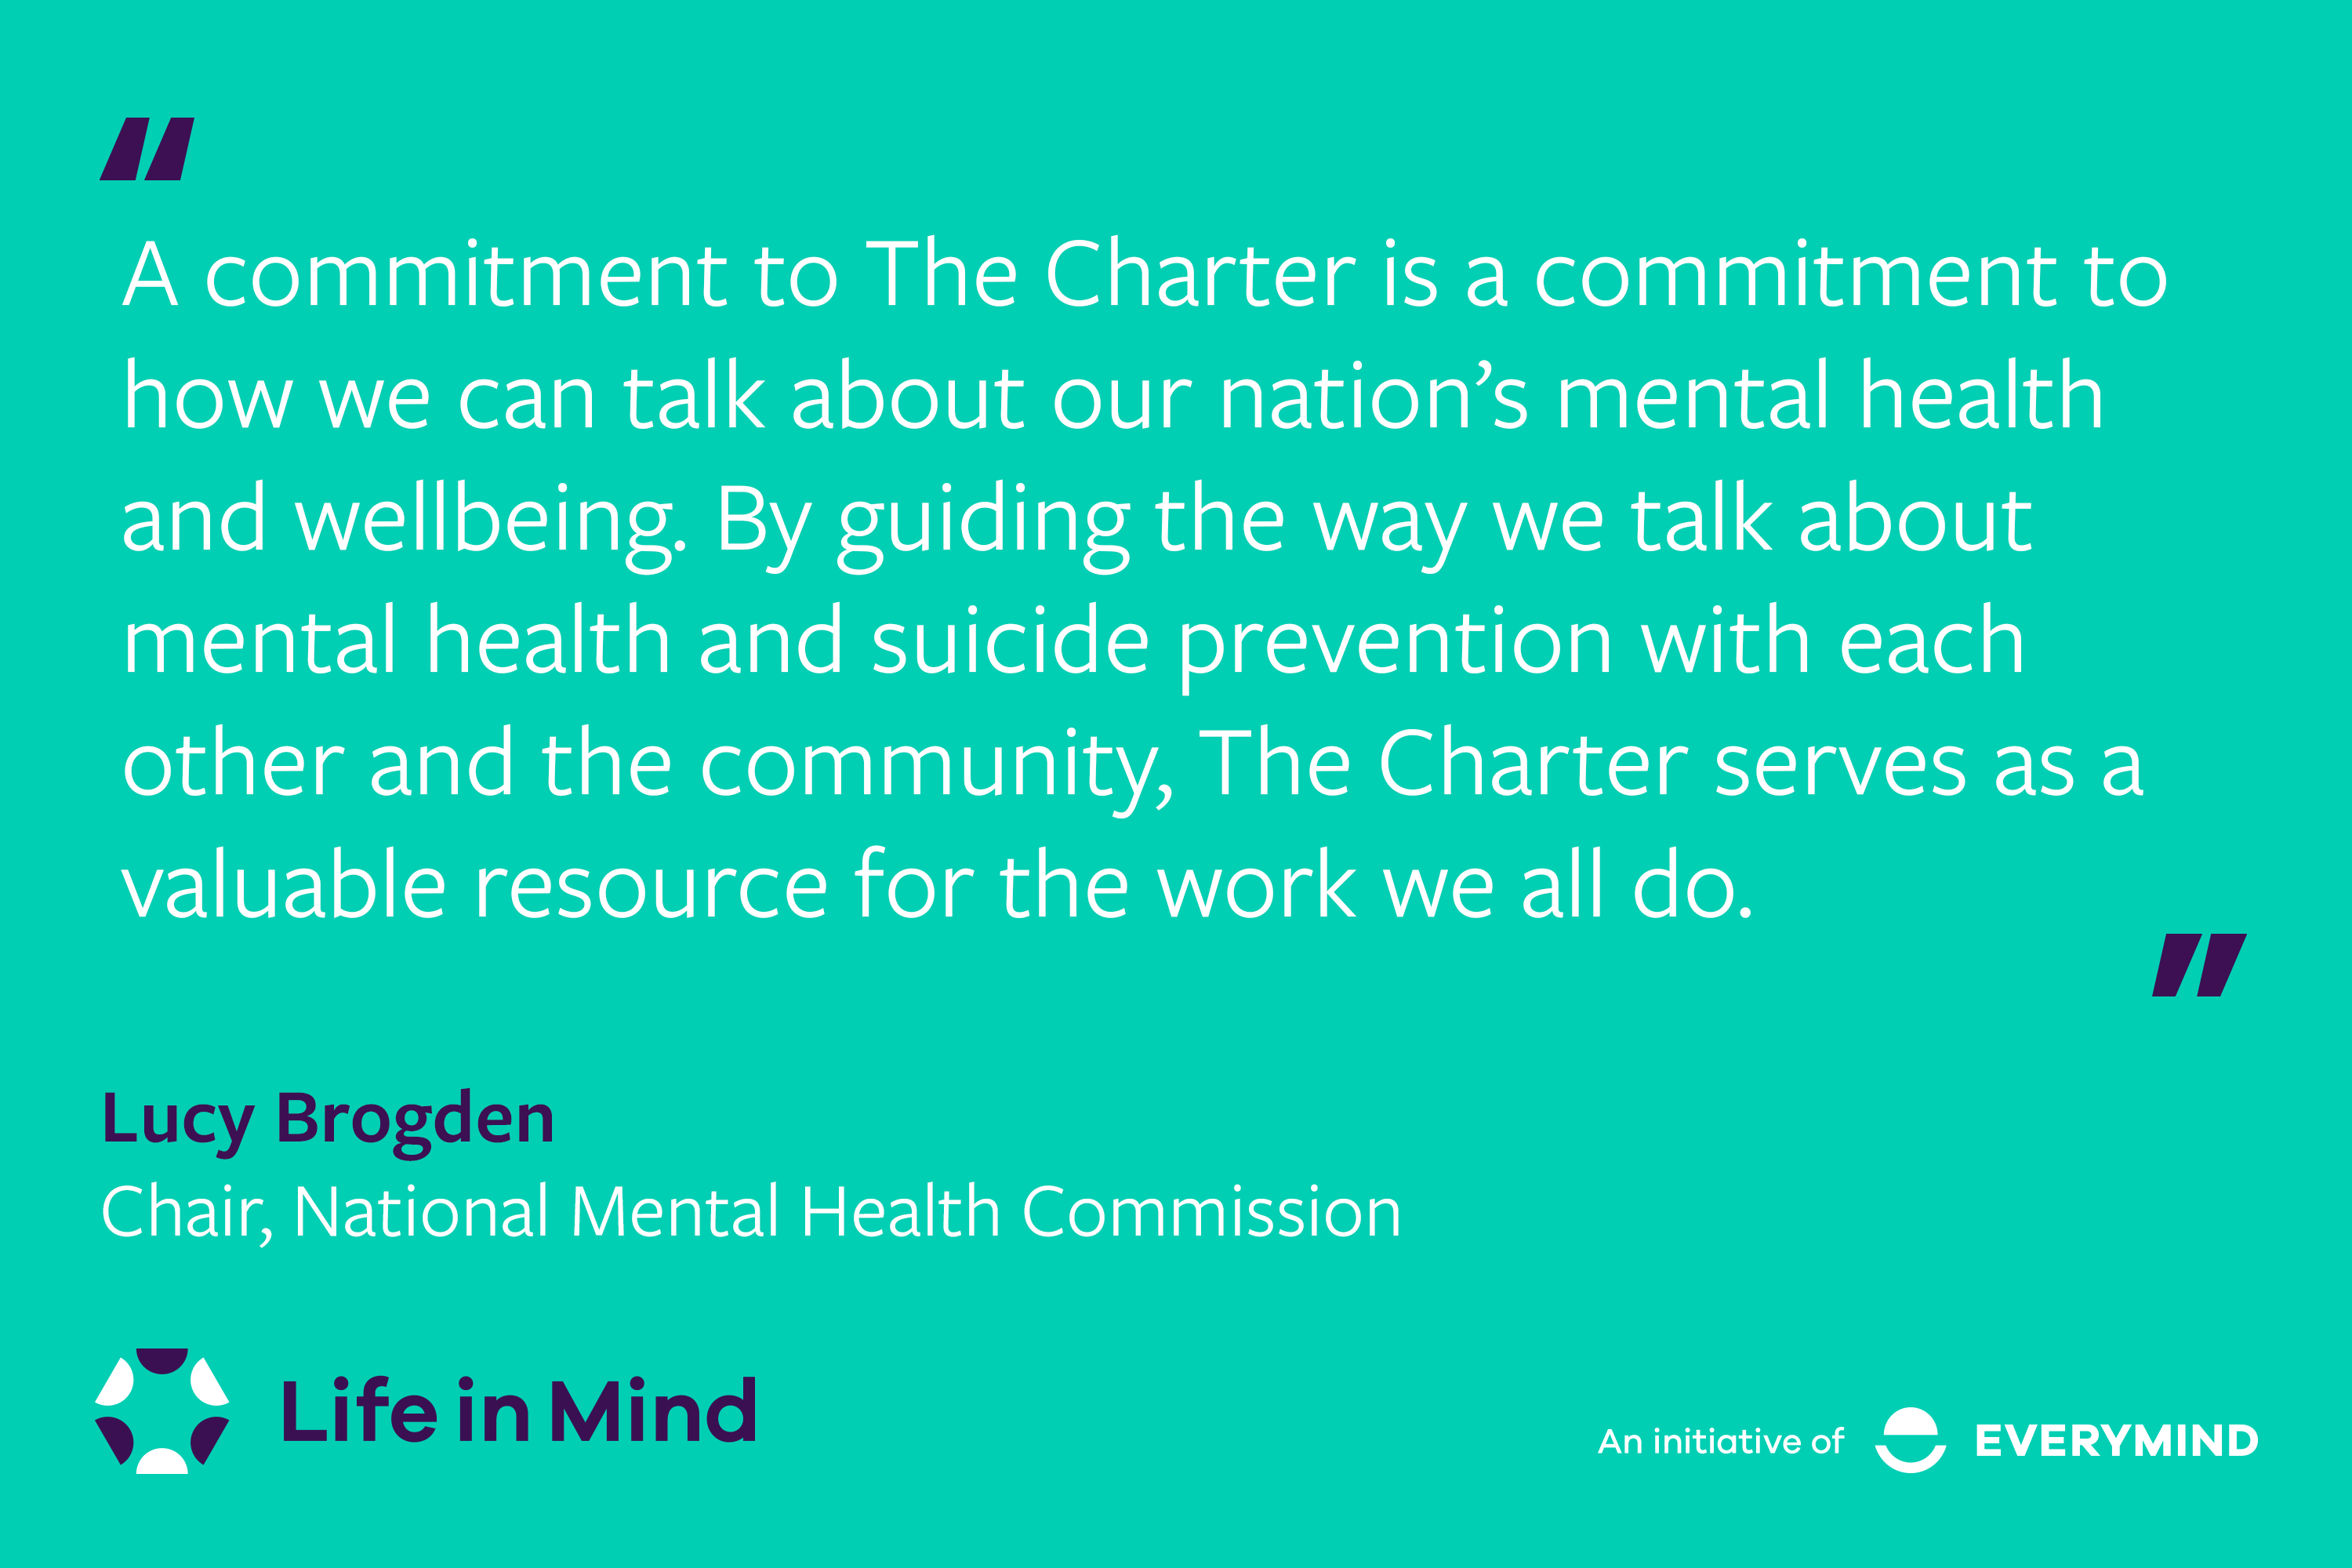 “
A commitment to The Charter is a commitment to
how we can talk about our nation’s mental health
and wellbeing. By guiding the way we talk about
mental health and suicide prevention with each
other and the community, The Charter serves as a
valuable resource for the work we all do.
”
Lucy Brogden
Chair, National Mental Health Commission
Life in Mind
An initiative of EVERYMIND